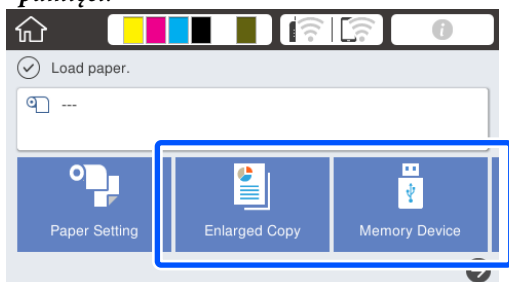 Load paper.
---
Paper Setting
Enlarged Copy
Memory Device